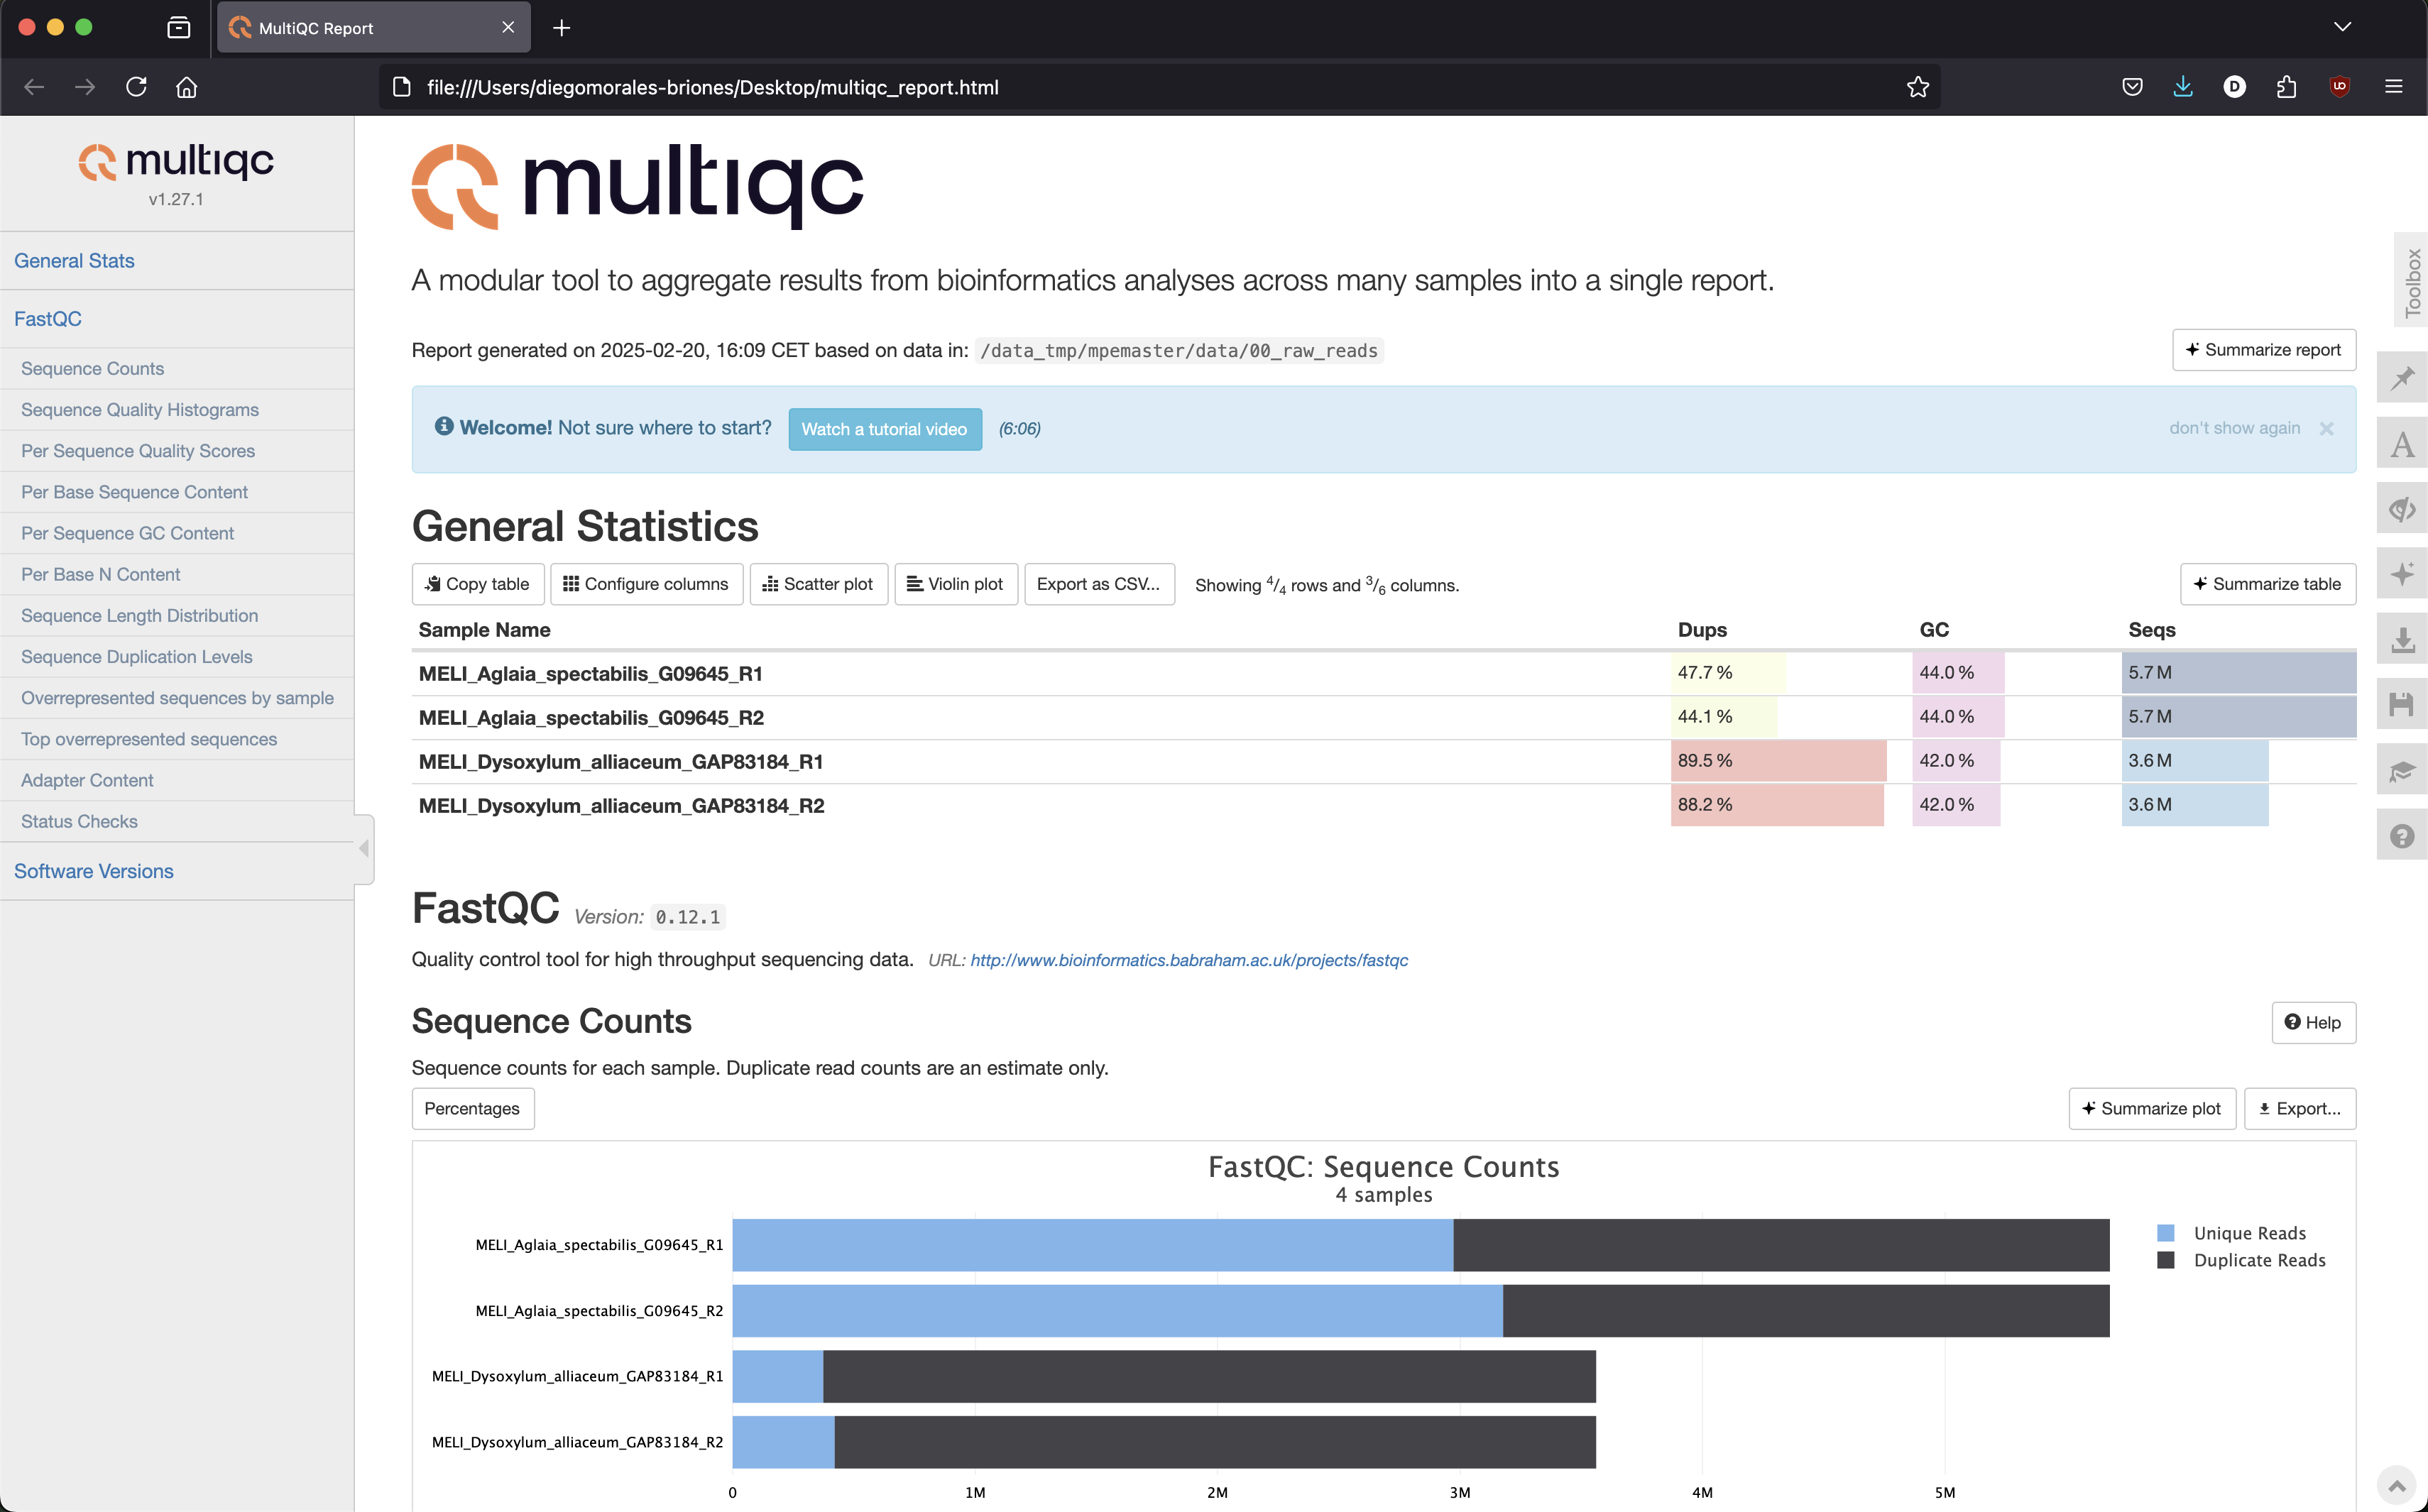 MultiQC Report
file:///Users/diegomorales-briones/Desktop/multiqc_report.html
D
multiqc
v1.27.1
General Stats
FastQC
Sequence Counts
Sequence Quality Histograms
Per Sequence Quality Scores
Per Base Sequence Content
Per Sequence GC Content
Per Base N Content
Sequence Length Distribution
Sequence Duplication Levels
Overrepresented sequences by sample
Top overrepresented sequences
Adapter Content
Status Checks
Software Versions
multiqc
A modular tool to aggregate results from bioinformatics analyses across many samples into a single report.
Report generated on 2025-02-20, 16:09 CET based on data in: /data_tmp/mpemaster/data/00_raw_reads
Summarize report
Welcome! Not sure where to start? Watch a tutorial video (6:06) don't show again
General Statistics
Copy table Configure columns Scatter plot Violin plot Export as CSV... Showing 4/4 rows and 3/6 columns. Summarize table
Sample Name Dups GC Seqs
MELI_Aglaia_spectabilis_G09645_R1 47.7 % 44.0 % 5.7 M
MELI_Aglaia_spectabilis_G09645_R2 44.1 % 44.0 % 5.7 M
MELI_Dysoxylum_alliaceum_GAP83184_R1 89.5 % 42.0 % 3.6 M
MELI_Dysoxylum_alliaceum_GAP83184_R2 88.2 % 42.0 % 3.6 M
FastQC Version: 0.12.1
Quality control tool for high throughput sequencing data. URL: http://www.bioinformatics.babraham.ac.uk/projects/fastqc
Sequence Counts
Help
Sequence counts for each sample. Duplicate read counts are an estimate only.
Percentages Summarize plot Export...
FastQC: Sequence Counts
4 samples
MELI_Aglaia_spectabilis_G09645_R1
MELI_Aglaia_spectabilis_G09645_R2
MELI_Dysoxylum_alliaceum_GAP83184_R1
MELI_Dysoxylum_alliaceum_GAP83184_R2
0 1M 2M 3M 4M 5M
Unique Reads
Duplicate Reads
Toolbox
A